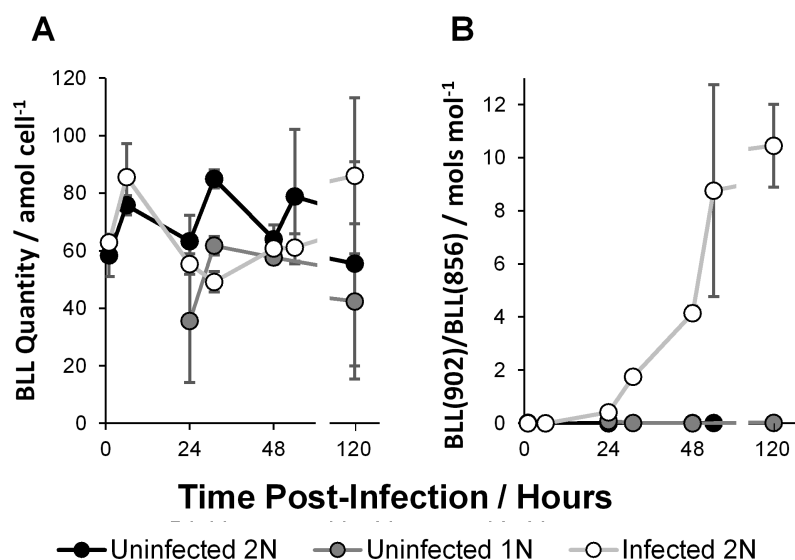 A
B
BLL Quantity / amol cell-1
120
100
80
60
40
20
0
0 24 48 120
BLL(902)/BLL(856) / mols mol-1
12
10
8
6
4
2
0
0 24 48 120
Time Post-Infection / Hours
Uninfected 2N Uninfected 1N Infected 2N